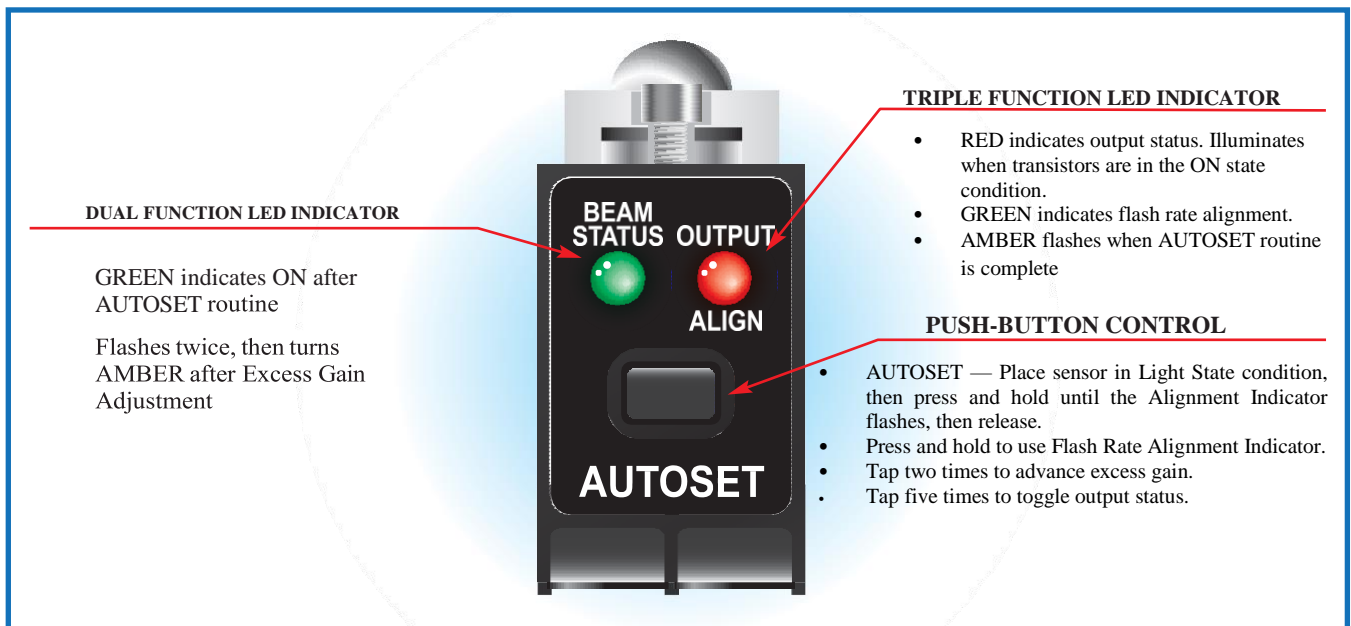 DUAL FUNCTION LED INDICATOR
GREEN indicates ON after
AUTOSET routine
Flashes twice, then turns
AMBER after Excess Gain
Adjustment
BEAM
STATUS OUTPUT
ALIGN
AUTOSET
TRIPLE FUNCTION LED INDICATOR
• RED indicates output status. Illuminates
when transistors are in the ON state
condition.
• GREEN indicates flash rate alignment.
• AMBER flashes when AUTOSET routine
is complete
PUSH-BUTTON CONTROL
• AUTOSET — Place sensor in Light State condition,
then press and hold until the Alignment Indicator
flashes, then release.
• Press and hold to use Flash Rate Alignment Indicator.
• Tap two times to advance excess gain.
• Tap five times to toggle output status.